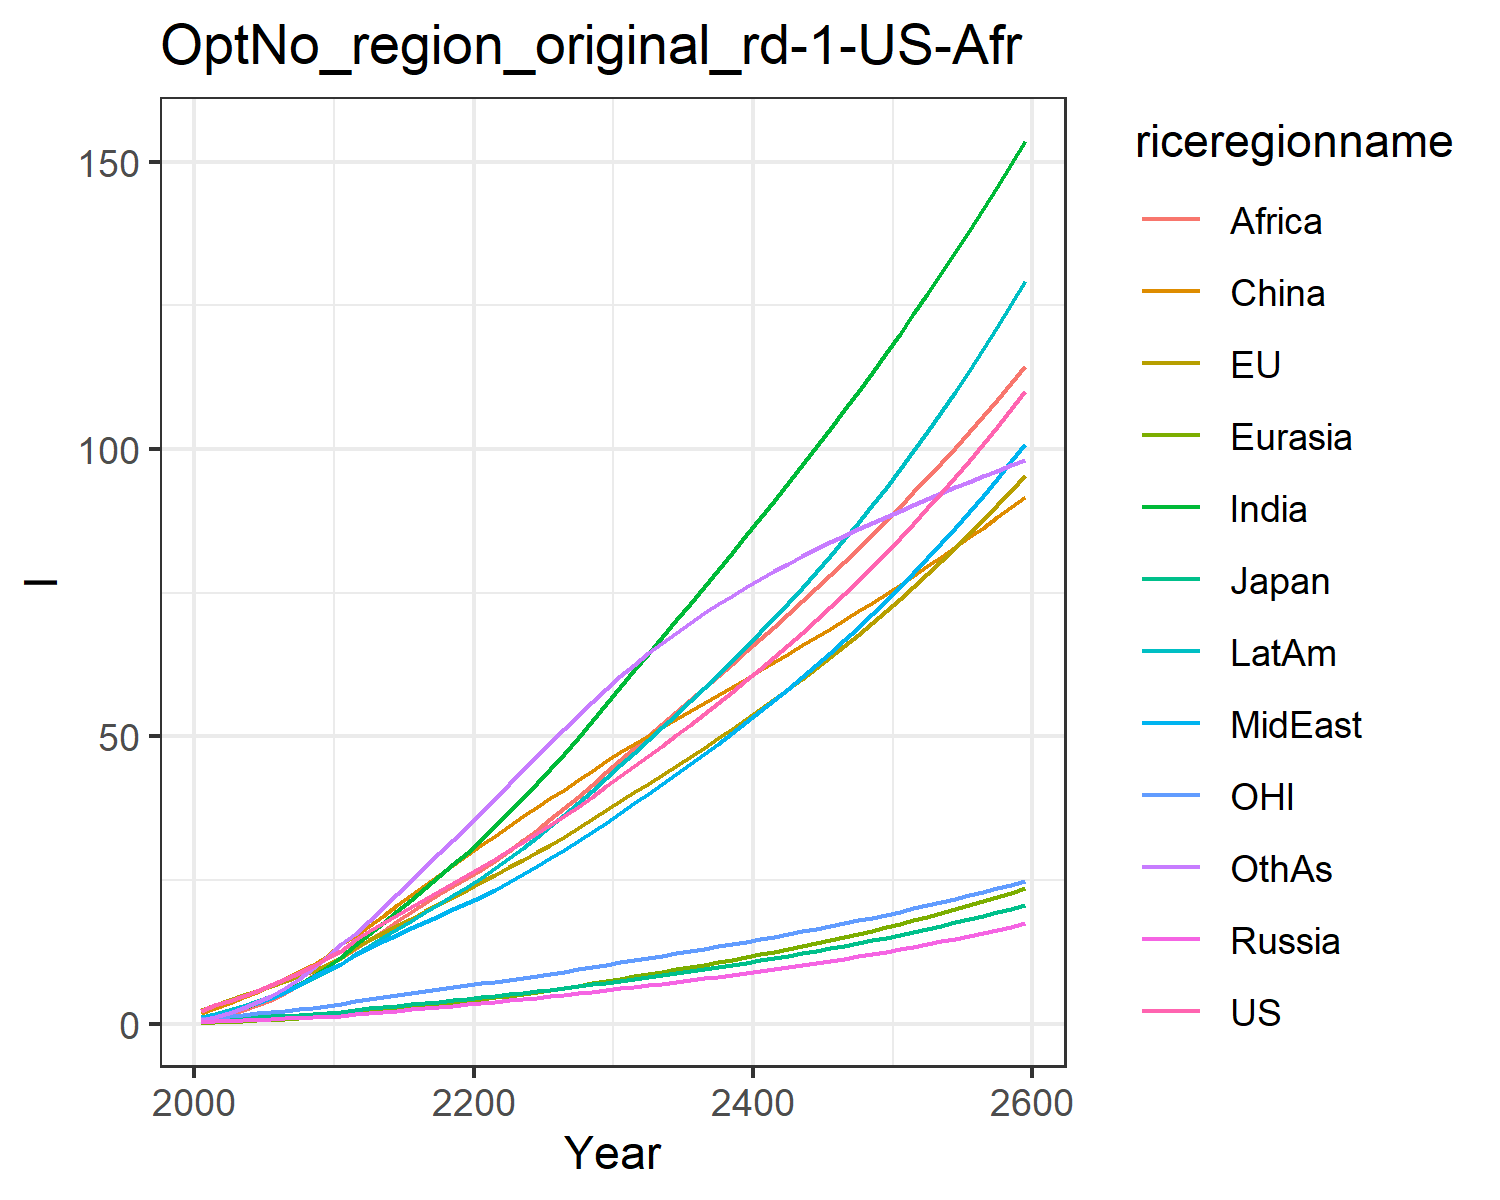 OptNo_region_original_rd-1-US-Afr
150
100
50
0
I
2000 2200 2400 2600
Year
riceregionname
Africa
China
EU
Eurasia
India
Japan
LatAm
MidEast
OHI
OthAs
Russia
US